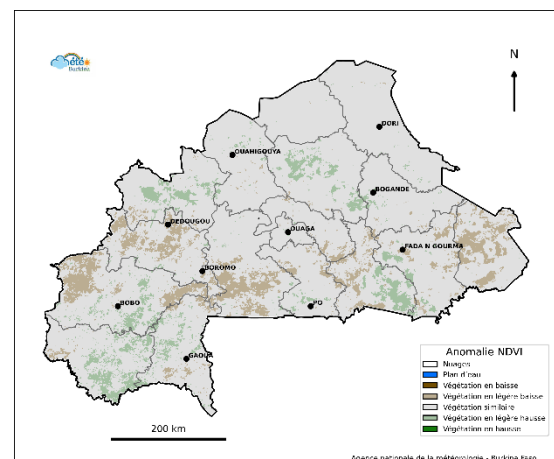 été
Burkina
N
DORI
OUAHIGOUYA
BOGANDE
DEDOUGOU
OUAGA
FADA N GOURMA
BOROMO
BOBO
PO
GAOUA
Anomalie NDVI
Nuages
Plan d'eau
Végétation en baisse
Végétation en légère baisse
Végétation similaire
Végétation en légère hausse
Végétation en hausse
200 km
Agence nationale de la météorologie - Burkina Faso